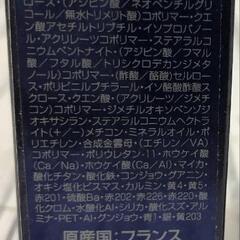 ロース・(アジピン酸／ネオペンチルグリ
コール／無水トリメリト酸)コポリマー・クエ
ン酸アセチルトリブチル・イソプロパノー
ル・アクリレーツコポリマー・ステアラルコ
ニウムベントナイト・(アジピン酸／フマル
酸／フタル酸／トリシクロデカンジメタノ
ール)コポリマー・(酢酸／酪酸)セルロー
ス・ポリエチレンブチラール・イソ酪酸酢酸ス
クロース・クエン酸・(アクリレーツ／ジメチ
コン)コポリマー・ジメチルオキソベンゾジ
オキサシラン・ステアラルコニウムヘクトラ
イト・(+／-)メチコン・ミネラルオイル・ポリ
エチレン・合成金雲母・(エチレン／VA)
コポリマー・ポリウレタン-11・ホウケイ酸
(Ca／Na)・ホウケイ酸(Ca／Al)・マイカ・
酸化チタン・酸化鉄・コンジョウ・グアニン・
オキシ塩化ビスマス・カルミン・黄4・黄5・
赤201・硫酸Ba・赤202・赤226・赤220・酸
化クロム・水酸化Al・シリカ・酸化スズ・アル
ミナ・PET・Al・グンジョウ・青1・銀・黄203
原産国：フランス